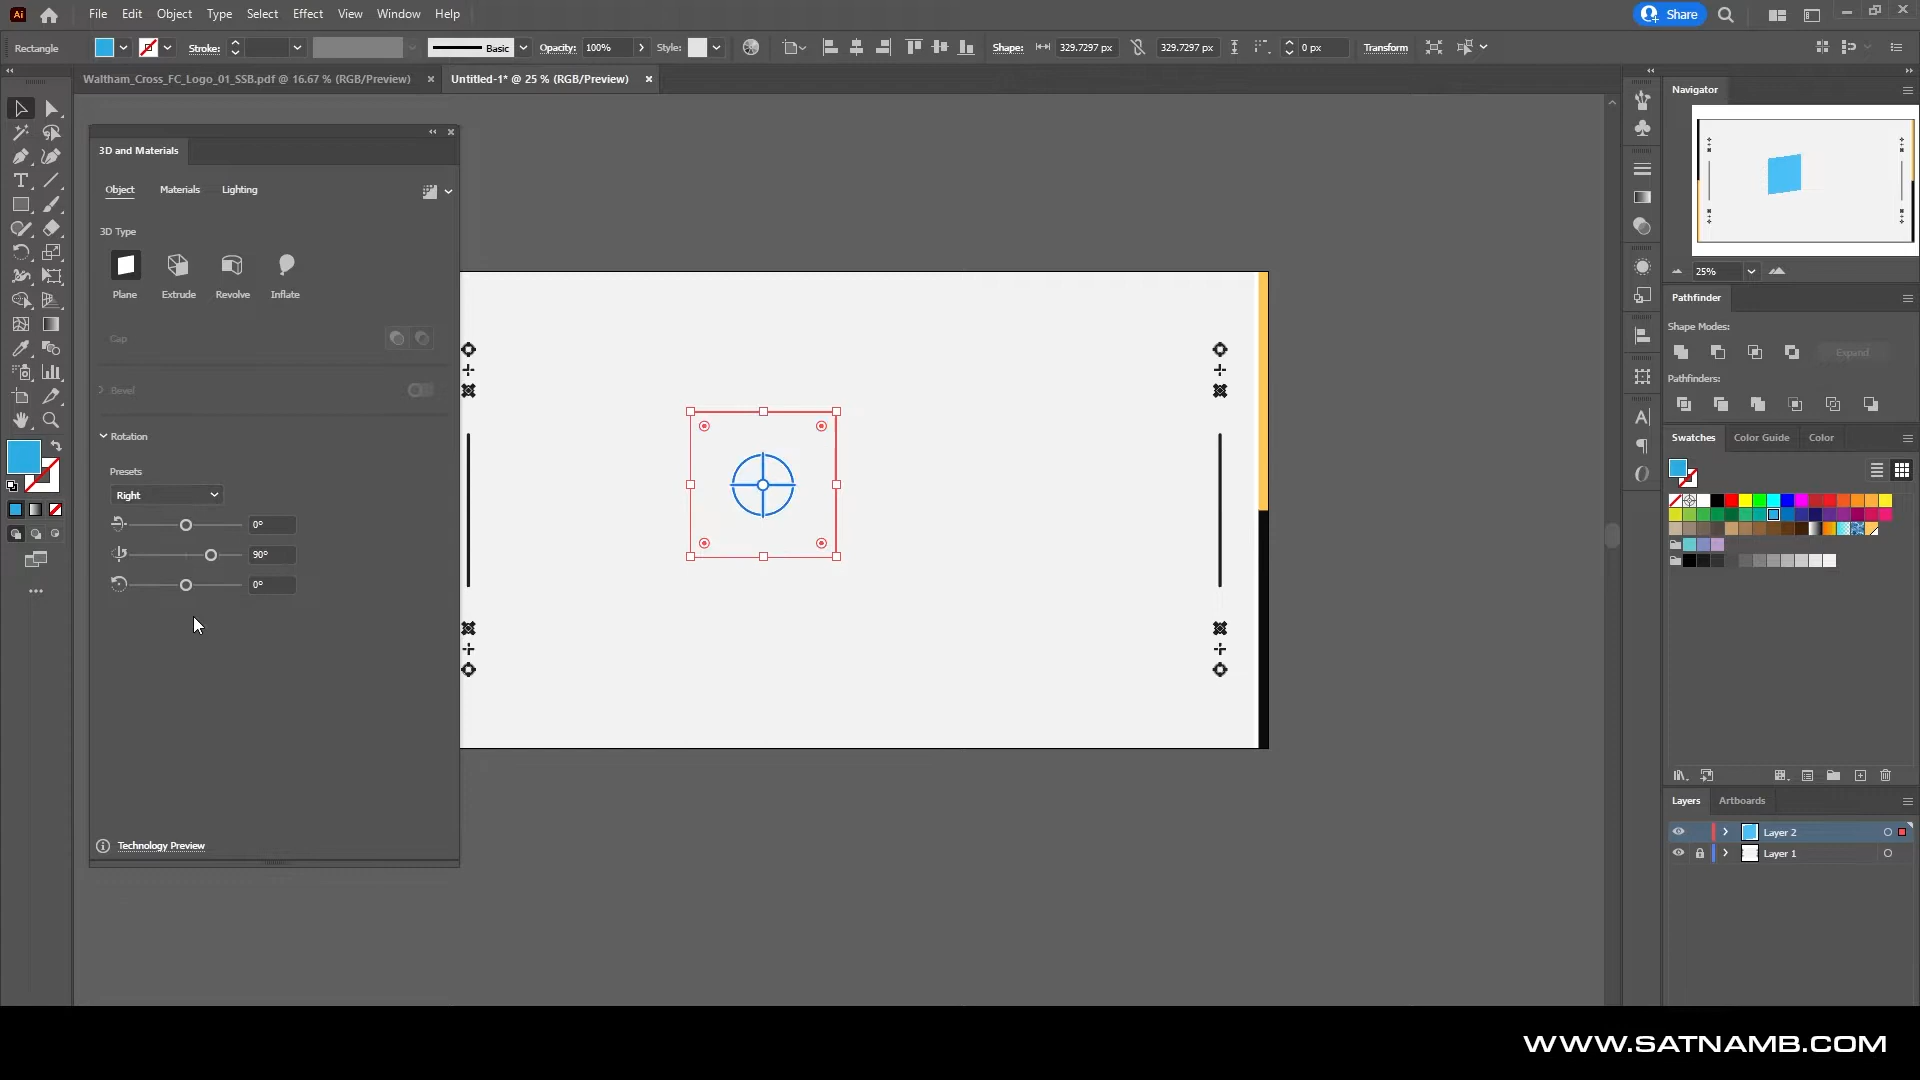 Ai File Edit Object Type Select Effect View Window Help Share
Rectangle Stroke: Basic Opacity: 100% Style: Shape: 329.7297 px 329.7297 px 0 px Transform
Waltham_Cross_FC_Logo_01_SSB.pdf @ 16.67 % (RGB/Preview) Untitled-1* @ 25 % (RGB/Preview)
3D and Materials
Object Materials Lighting
3D Type
Plane Extrude Revolve Inflate
Cap
Bevel
Rotation
Presets
Right
0°
90°
0°
Technology Preview
Navigator
25%
Pathfinder
Shape Modes:
Expand
Pathfinders:
Swatches Color Guide Color
Layers Artboards
Layer 2
Layer 1
WWW.SATNAMB.COM